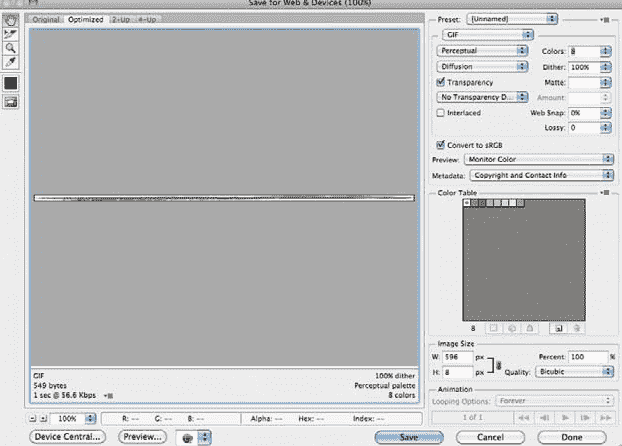 Save for Web & Devices (100%)
Original Optimized 2-Up 4-Up
Preset: [Unnamed]
GIF
Perceptual Colors: 8
Diffusion Dither: 100%
Transparency Matte:
No Transparency D... Amount:
Interlaced Web Snap: 0%
Lossy: 0
Convert to sRGB
Preview: Monitor Color
Metadata: Copyright and Contact Info
Color Table
8
Image Size
W: 596 px Percent: 100 %
H: 8 px Quality: Bicubic
Animation
Looping Options: Forever
1 of 1
GIF 100% dither
549 bytes Perceptual palette
1 sec @ 56.6 Kbps 8 colors
100% R: -- G: -- B: -- Alpha: -- Hex: -- Index: --
Device Central... Preview... Save Cancel Done